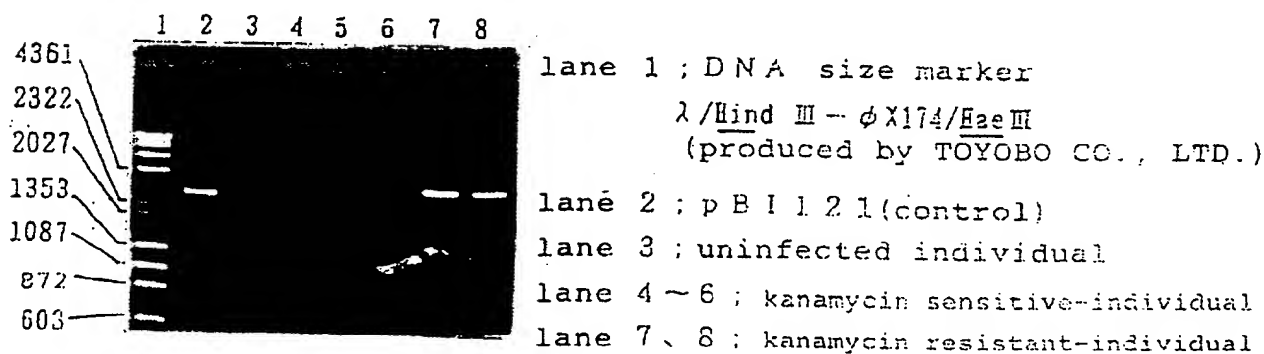 1 2 3 4 5 6 7 8
4361
2322
2027
1353
1087
872
603
lane 1 ; DNA size marker
λ/Hind III — φX174/Hae III
(produced by TOYOBO CO., LTD.)
lane 2 ; pBI121(control)
lane 3 ; uninfected individual
lane 4~6 ; kanamycin sensitive-individual
lane 7、8 ; kanamycin resistant-individual